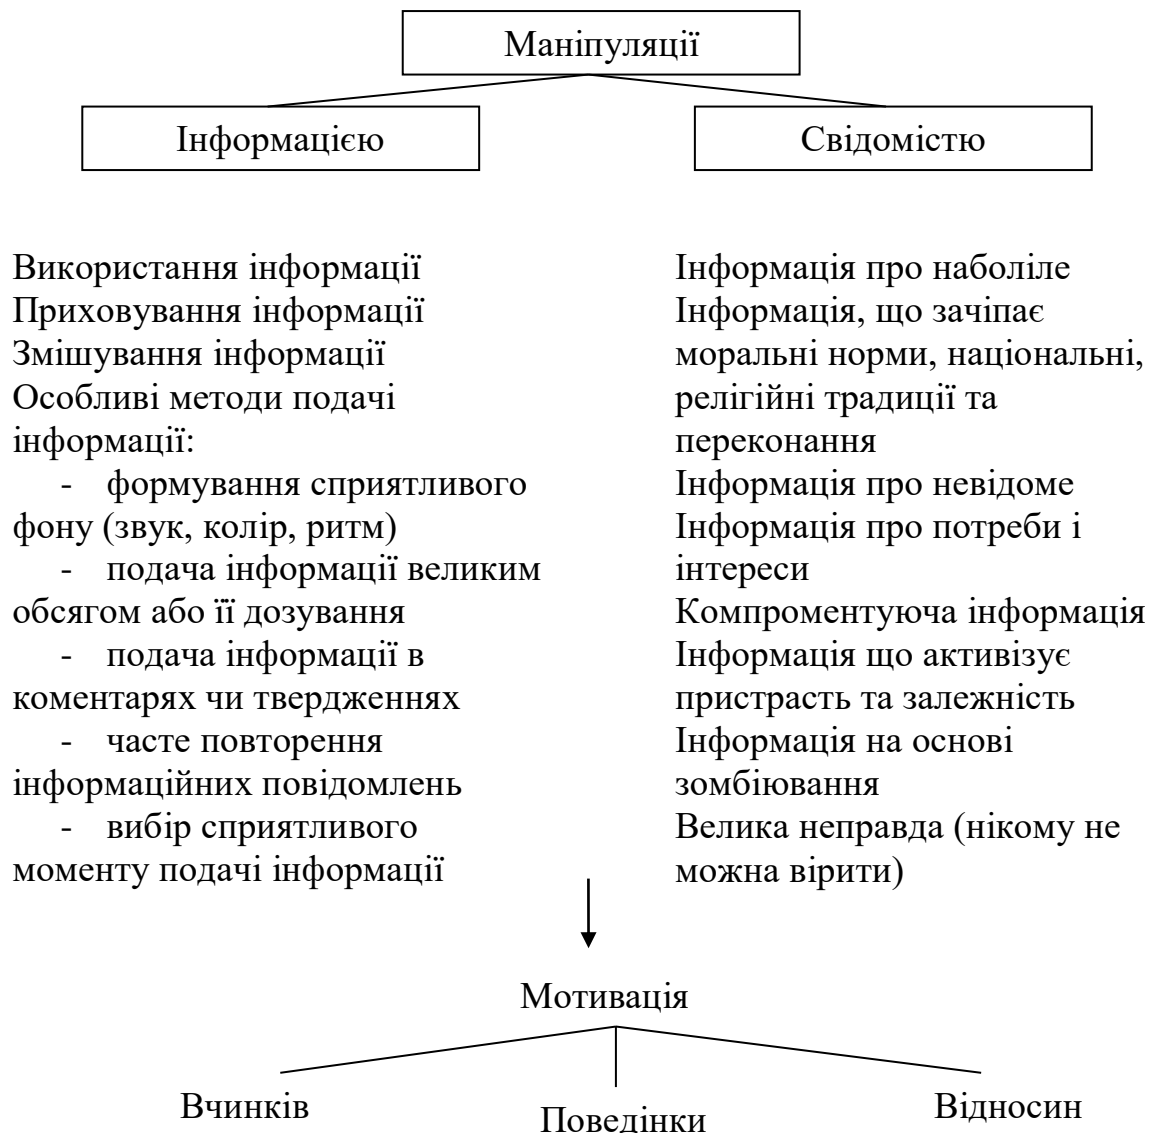 Маніпуляції
Інформацією
Свідомістю
Використання інформації
Приховування інформації
Змішування інформації
Особливі методи подачі
інформації:
- формування сприятливого
фону (звук, колір, ритм)
- подача інформації великим
обсягом або її дозування
- подача інформації в
коментарях чи твердженнях
- часте повторення
інформаційних повідомлень
- вибір сприятливого
моменту подачі інформації
Інформація про наболіле
Інформація, що зачіпає
моральні норми, національні,
релігійні традиції та
переконання
Інформація про невідоме
Інформація про потреби і
інтереси
Компроментуюча інформація
Інформація що активізує
пристрасть та залежність
Інформація на основі
зомбіювання
Велика неправда (нікому не
можна вірити)
Мотивація
Вчинків
Поведінки
Відносин